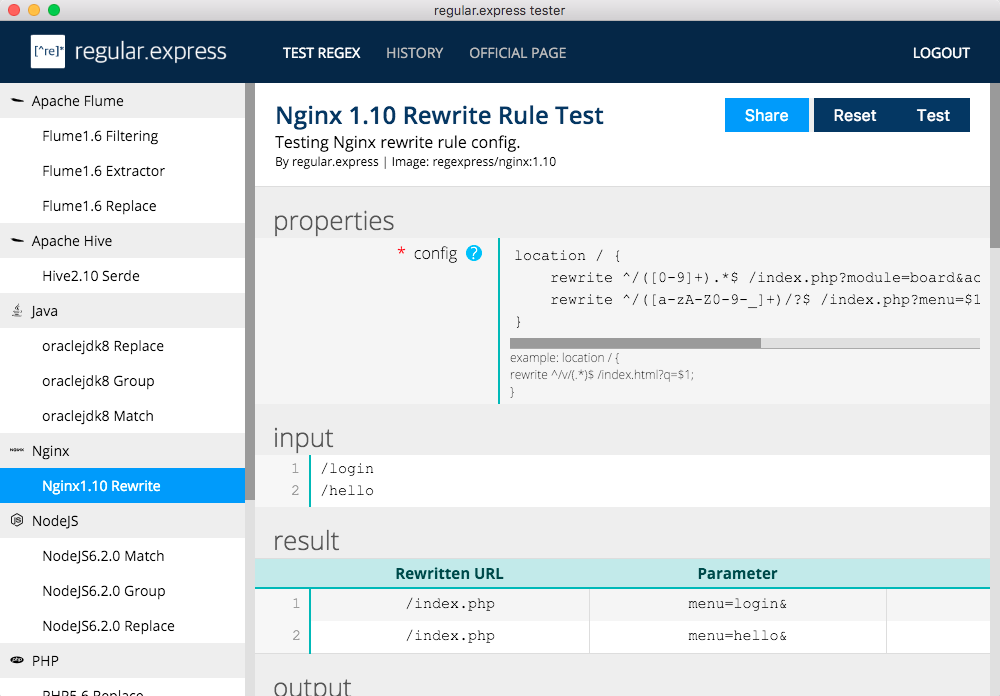 regular.express tester
[^re]* regular.express TEST REGEX HISTORY OFFICIAL PAGE LOGOUT
Apache Flume
Flume1.6 Filtering
Flume1.6 Extractor
Flume1.6 Replace
Apache Hive
Hive2.10 Serde
Java
oraclejdk8 Replace
oraclejdk8 Group
oraclejdk8 Match
Nginx
Nginx1.10 Rewrite
NodeJS
NodeJS6.2.0 Match
NodeJS6.2.0 Group
NodeJS6.2.0 Replace
PHP
PHP5.6 Replace
Nginx 1.10 Rewrite Rule Test
Testing Nginx rewrite rule config.
By regular.express | Image: regexpress/nginx:1.10
Share Reset Test
properties
* config ?
location / {
rewrite ^/([0-9]+).*$ /index.php?module=board&ac
rewrite ^/([a-zA-Z0-9-_]+)/?$ /index.php?menu=$1
}
example: location / {
rewrite ^/v/(.*)$ /index.html?q=$1;
}
input
1 /login
2 /hello
result
Rewritten URL Parameter
1 /index.php menu=login&
2 /index.php menu=hello&
output